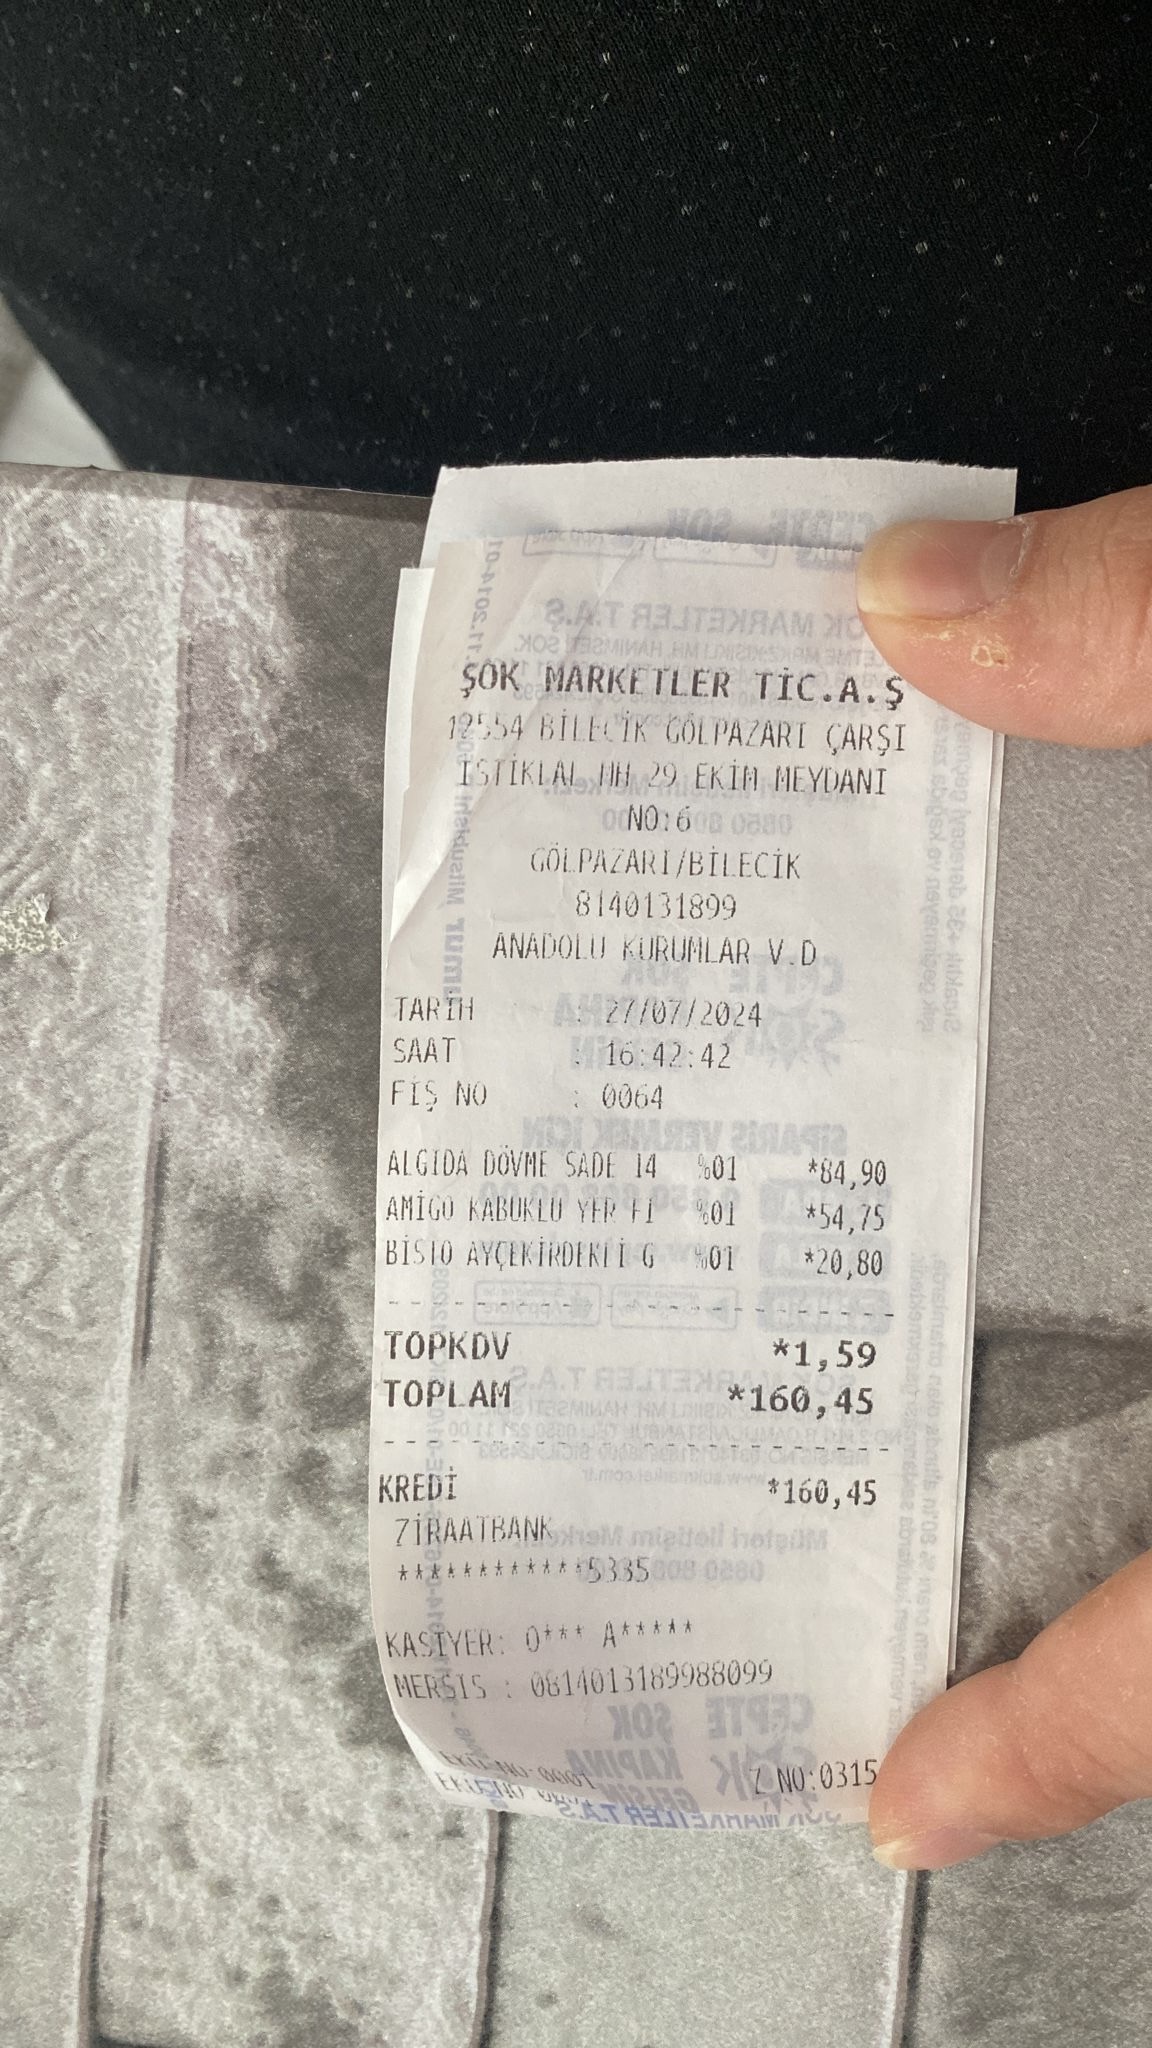 ŞOK MARKETLER TİC.A.Ş
12554 BİLECİK GÖLPAZARI ÇARŞI
İSTİKLAL MH 29 EKİM MEYDANI
NO:6
GÖLPAZARI/BİLECİK
8140131899
ANADOLU KURUMLAR V.D
TARİH : 27/07/2024
SAAT : 16:42:42
FİŞ NO : 0064
ALGIDA DÖVME SADE 14 %01 *84,90
AMİGO KABUKLU YER FI %01 *54,75
BİSTO AYÇEKİRDEKLİ G %01 *20,80
TOPKDV *1,59
TOPLAM *160,45
KREDİ *160,45
ZİRAATBANK
************5335
KASİYER: O*** A*****
MERSİS : 0814013189988099
Z NO:0315